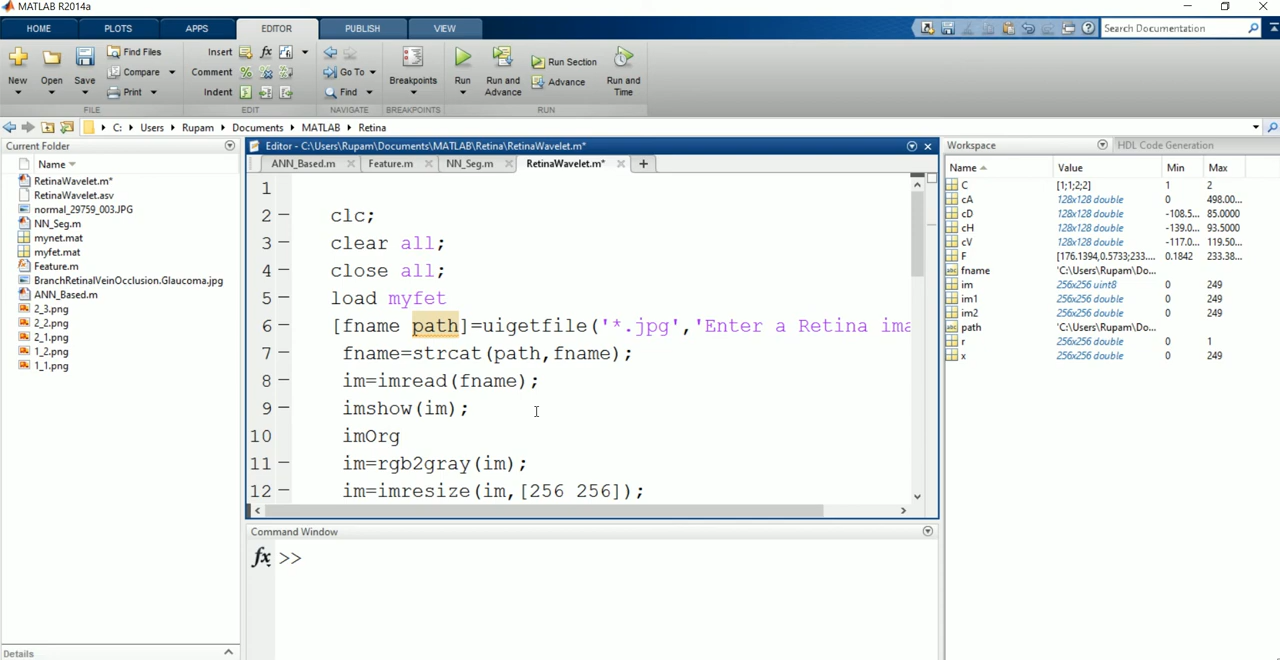 MATLAB R2014a
HOME PLOTS APPS EDITOR PUBLISH VIEW Search Documentation
New Open Save Find Files Compare Print Insert Comment Indent Go To Find Breakpoints Run Run and Advance Run Section Advance Run and Time
FILE EDIT NAVIGATE BREAKPOINTS RUN
C: Users Rupam Documents MATLAB Retina
Current Folder
Name
RetinaWavelet.m*
RetinaWavelet.asv
normal_29759_003.JPG
NN_Seg.m
mynet.mat
myfet.mat
Feature.m
BranchRetinalVeinOcclusion.Glaucoma.jpg
ANN_Based.m
2_3.png
2_2.png
2_1.png
1_2.png
1_1.png
Details
Editor - C:\Users\Rupam\Documents\MATLAB\Retina\RetinaWavelet.m*
ANN_Based.m Feature.m NN_Seg.m RetinaWavelet.m*
1
2 clc;
3 clear all;
4 close all;
5 load myfet
6 [fname path]=uigetfile('*.jpg','Enter a Retina ima
7 fname=strcat(path,fname);
8 im=imread(fname);
9 imshow(im);
10 imOrg
11 im=rgb2gray(im);
12 im=imresize(im,[256 256]);
Command Window
fx >>
Workspace HDL Code Generation
Name Value Min Max
C [1;1;2;2] 1 2
cA 128x128 double 0 498.00...
cD 128x128 double -108.5... 85.0000
cH 128x128 double -139.0... 93.5000
cV 128x128 double -117.0... 119.50...
F [176.1394,0.5733;233.... 0.1842 233.38...
fname 'C:\Users\Rupam\Do...
im 256x256 uint8 0 249
im1 256x256 double 0 249
im2 256x256 double 0 249
path 'C:\Users\Rupam\Do...
r 256x256 double 0 1
x 256x256 double 0 249